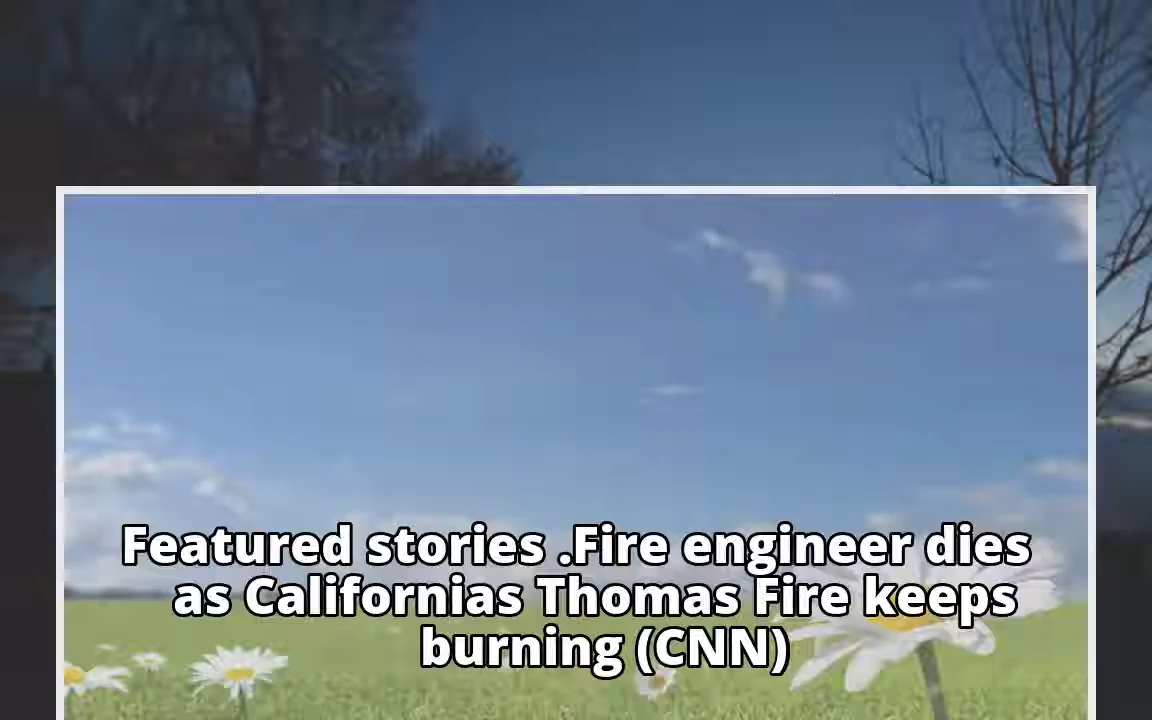 Featured stories .Fire engineer dies
as Californias Thomas Fire keeps
burning (CNN)